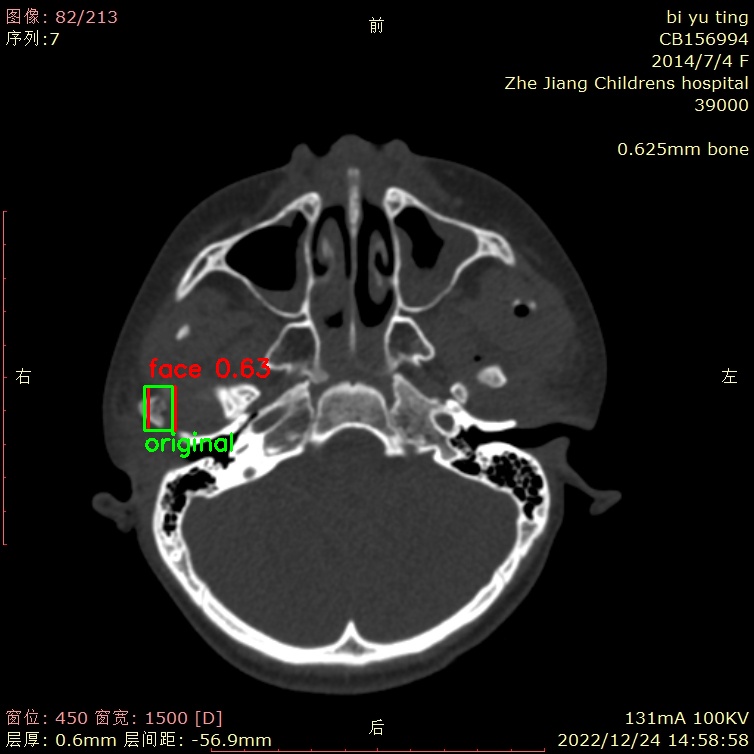 图像: 82/213
序列:7
前
bi yu ting
CB156994
2014/7/4 F
Zhe Jiang Childrens hospital
39000
0.625mm bone
face 0.63
右
左
original
窗位: 450 窗宽: 1500 [D]
层厚: 0.6mm 层间距: -56.9mm
后
131mA 100KV
2022/12/24 14:58:58